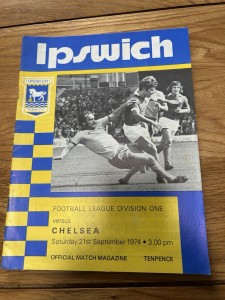 Ipswich
IPSWICH
FOOTBALL LEAGUE DIVISION ONE
versus
CHELSEA
Saturday 21st September 1974 • 3.00 pm
OFFICIAL MATCH MAGAZINE TENPENCE